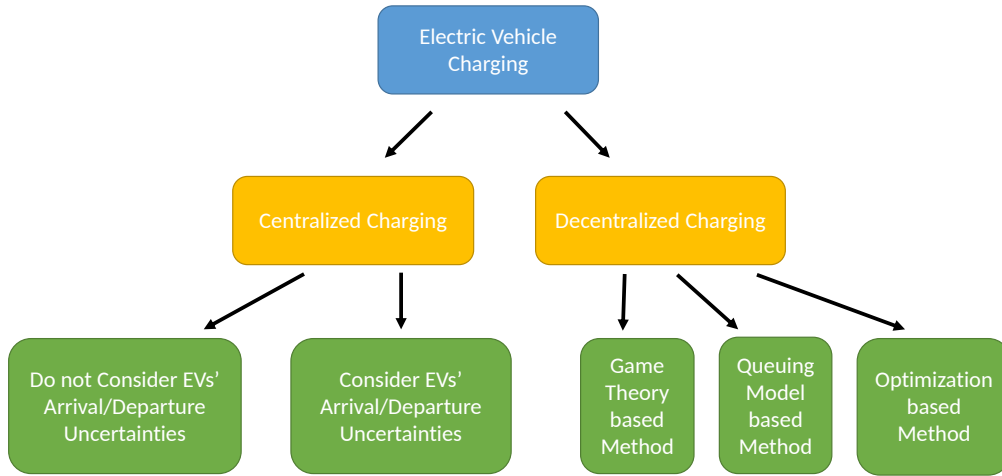 Electric Vehicle
Charging
Centralized Charging
Decentralized Charging
Do not Consider EVs’
Arrival/Departure
Uncertainties
Consider EVs’
Arrival/Departure
Uncertainties
Game
Theory
based
Method
Queuing
Model
based
Method
Optimization
based
Method